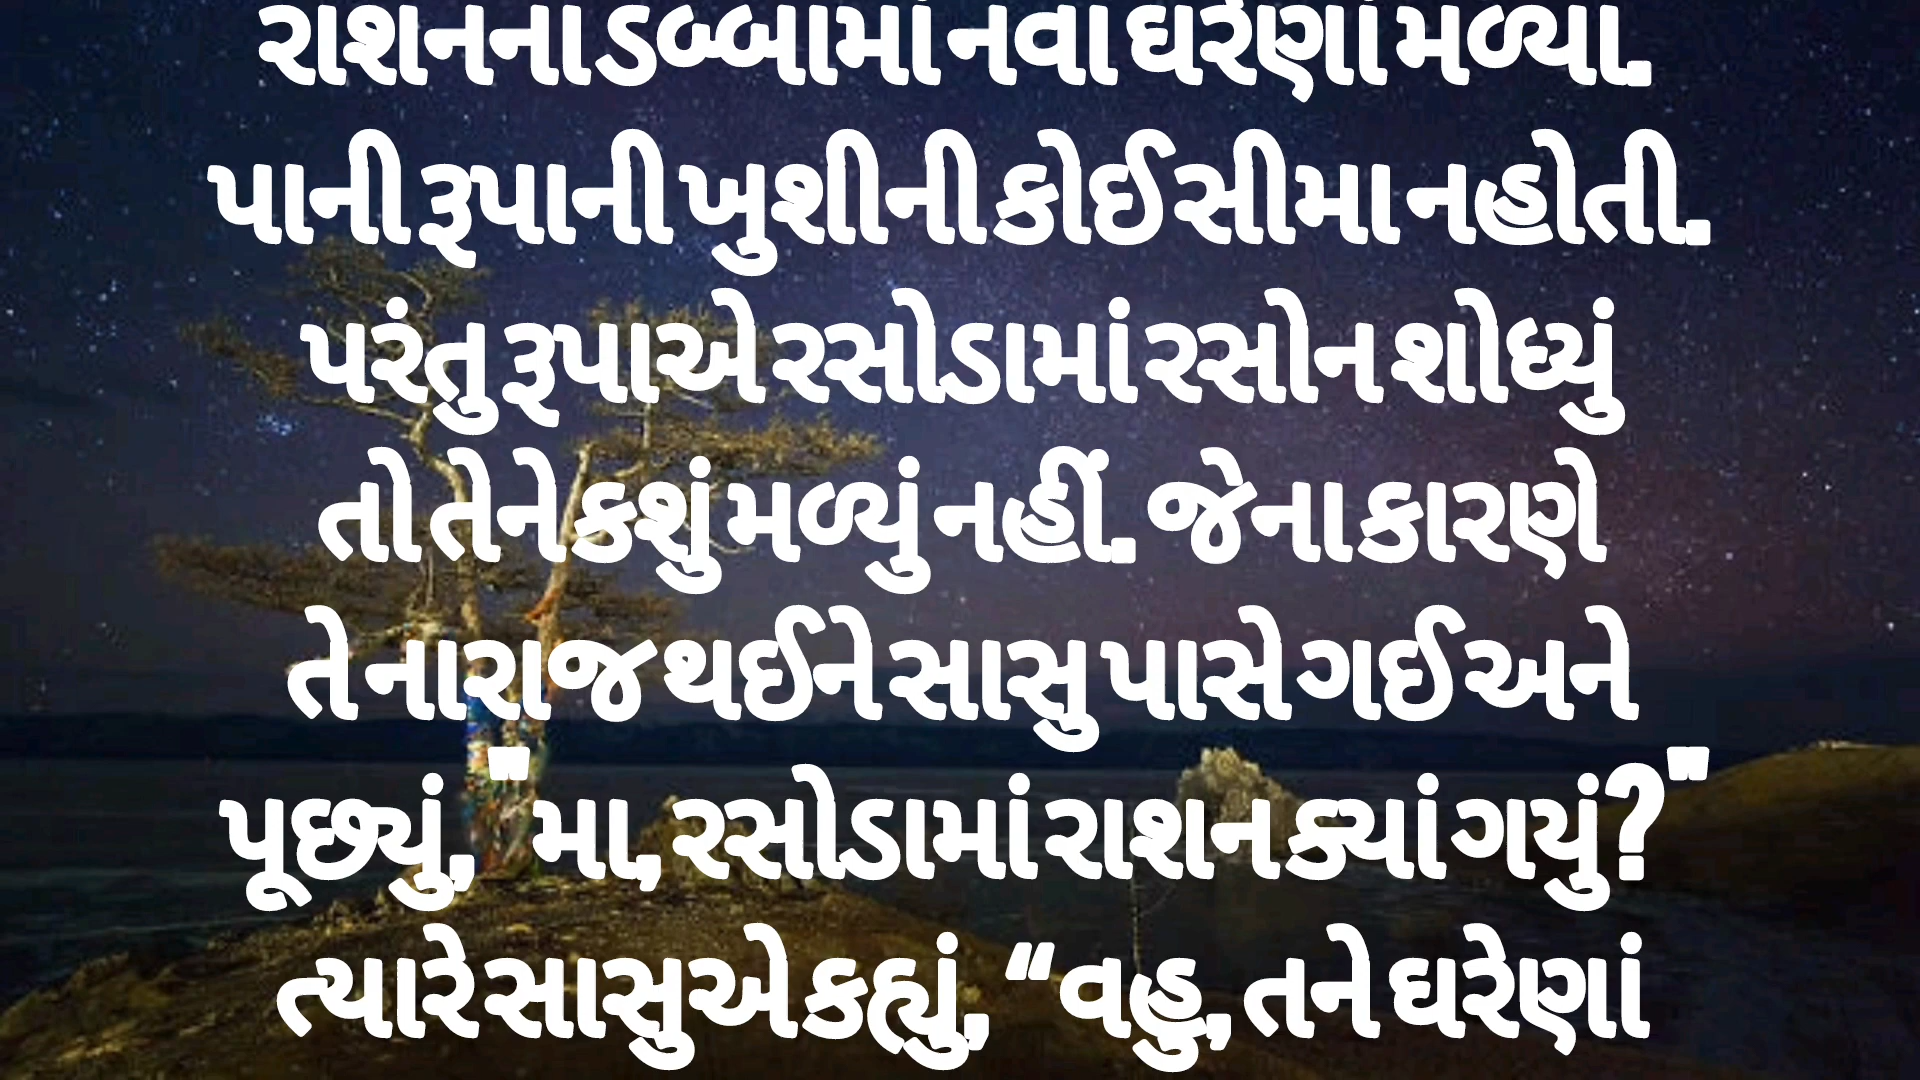 રાશનના ડબ્બામાં નવા ઘરેણાં મળ્યા.
પાની રૂપાની ખુશીની કોઈ સીમા નહોતી.
પરંતુ રૂપાએ રસોડામાં રસોન શોધ્યું
તો તેને કશું મળ્યું નહીં. જેના કારણે
તે નારાજ થઈને સાસુ પાસે ગઈ અને
પૂછ્યું, "મા, રસોડામાં રાશન ક્યાં ગયું?"
ત્યારે સાસુએ કહ્યું, “વહુ, તને ઘરેણાં